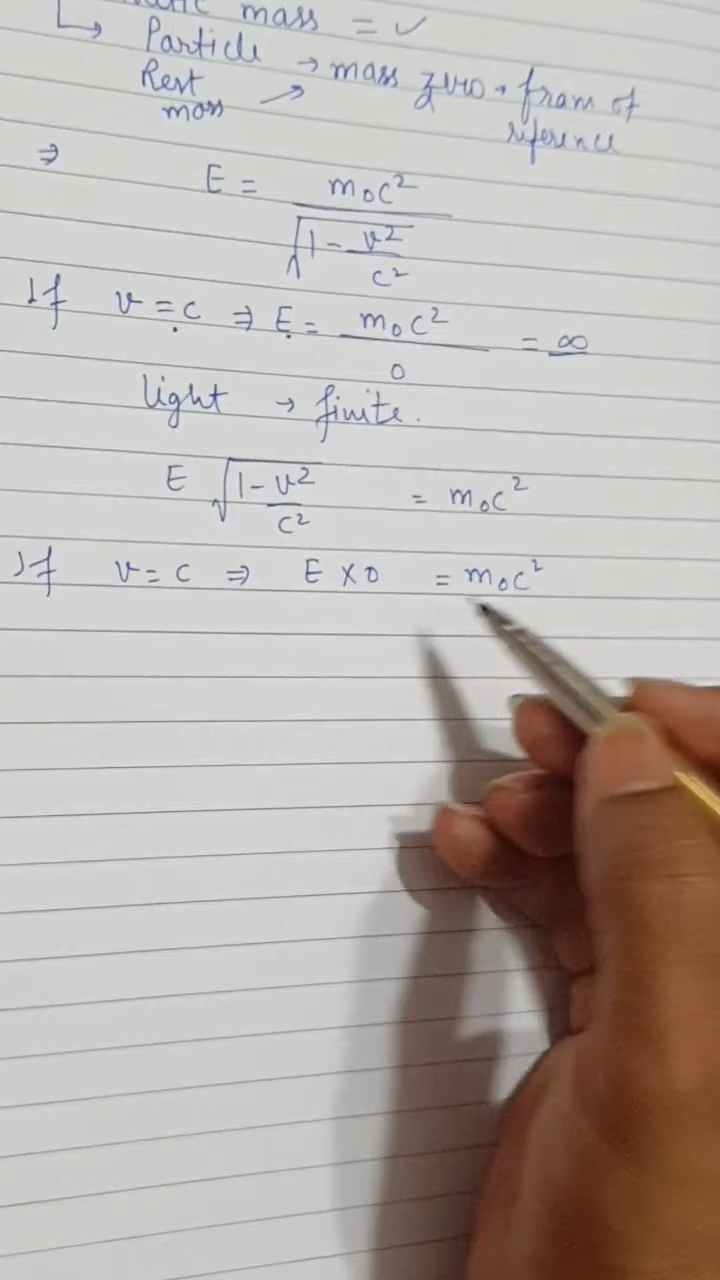 mass = ✓
↳ Particle → mass zero → fram of
Rest mass → reference
⇒ E = m₀c² / √(1 - v²/c²)
If v = c ⇒ E = m₀c² / 0 = ∞
light → finite.
E √(1 - v²/c²) = m₀c²
If v = c ⇒ E × 0 = m₀c²